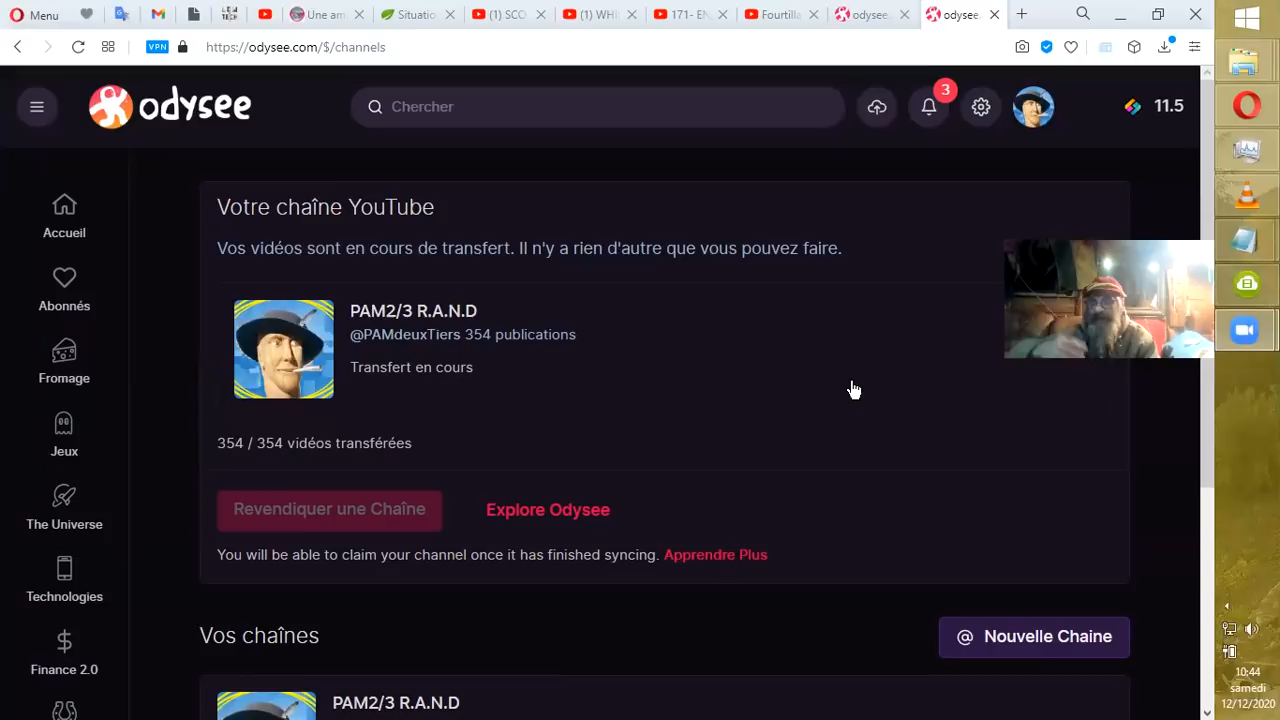 Menu
Une am
Situatio
(1) SCO
(1) WHI
171- EN
Fourtilla
odysee
odysee.
VPN
https://odysee.com/$/channels
odysee
Chercher
3
11.5
Accueil
Abonnés
Fromage
Jeux
The Universe
Technologies
Finance 2.0
Votre chaîne YouTube
Vos vidéos sont en cours de transfert. Il n'y a rien d'autre que vous pouvez faire.
PAM2/3 R.A.N.D
@PAMdeuxTiers 354 publications
Transfert en cours
354 / 354 vidéos transférées
Revendiquer une Chaîne
Explore Odysee
You will be able to claim your channel once it has finished syncing. Apprendre Plus
Vos chaînes
@ Nouvelle Chaine
PAM2/3 R.A.N.D
10:44
samedi
12/12/2020